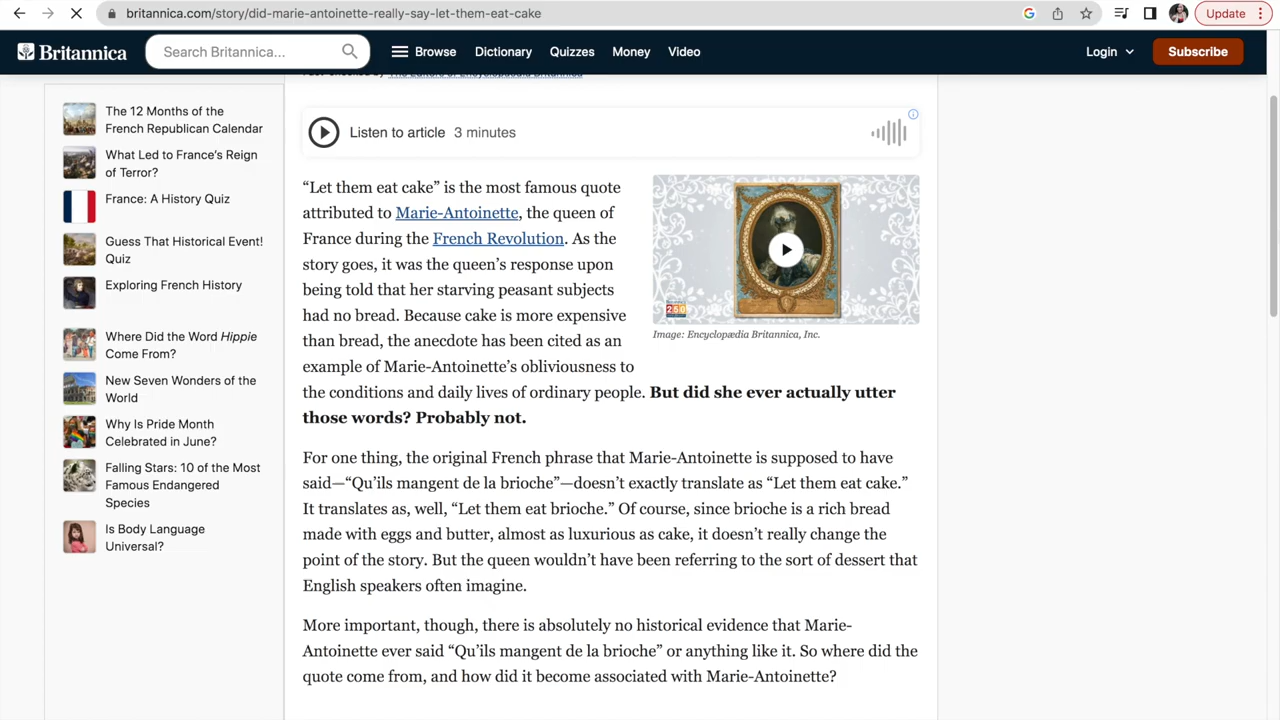 britannica.com/story/did-marie-antoinette-really-say-let-them-eat-cake
Update
Britannica
Search Britannica...
Browse
Dictionary
Quizzes
Money
Video
Login
Subscribe
The Editors of Encyclopaedia Britannica
The 12 Months of the
French Republican Calendar
What Led to France’s Reign
of Terror?
France: A History Quiz
Guess That Historical Event!
Quiz
Exploring French History
Where Did the Word Hippie
Come From?
New Seven Wonders of the
World
Why Is Pride Month
Celebrated in June?
Falling Stars: 10 of the Most
Famous Endangered
Species
Is Body Language
Universal?
Listen to article 3 minutes
“Let them eat cake” is the most famous quote
attributed to Marie-Antoinette, the queen of
France during the French Revolution. As the
story goes, it was the queen’s response upon
being told that her starving peasant subjects
had no bread. Because cake is more expensive
than bread, the anecdote has been cited as an
example of Marie-Antoinette’s obliviousness to
the conditions and daily lives of ordinary people. But did she ever actually utter
those words? Probably not.
250
Image: Encyclopædia Britannica, Inc.
For one thing, the original French phrase that Marie-Antoinette is supposed to have
said—“Qu’ils mangent de la brioche”—doesn’t exactly translate as “Let them eat cake.”
It translates as, well, “Let them eat brioche.” Of course, since brioche is a rich bread
made with eggs and butter, almost as luxurious as cake, it doesn’t really change the
point of the story. But the queen wouldn’t have been referring to the sort of dessert that
English speakers often imagine.
More important, though, there is absolutely no historical evidence that Marie-
Antoinette ever said “Qu’ils mangent de la brioche” or anything like it. So where did the
quote come from, and how did it become associated with Marie-Antoinette?